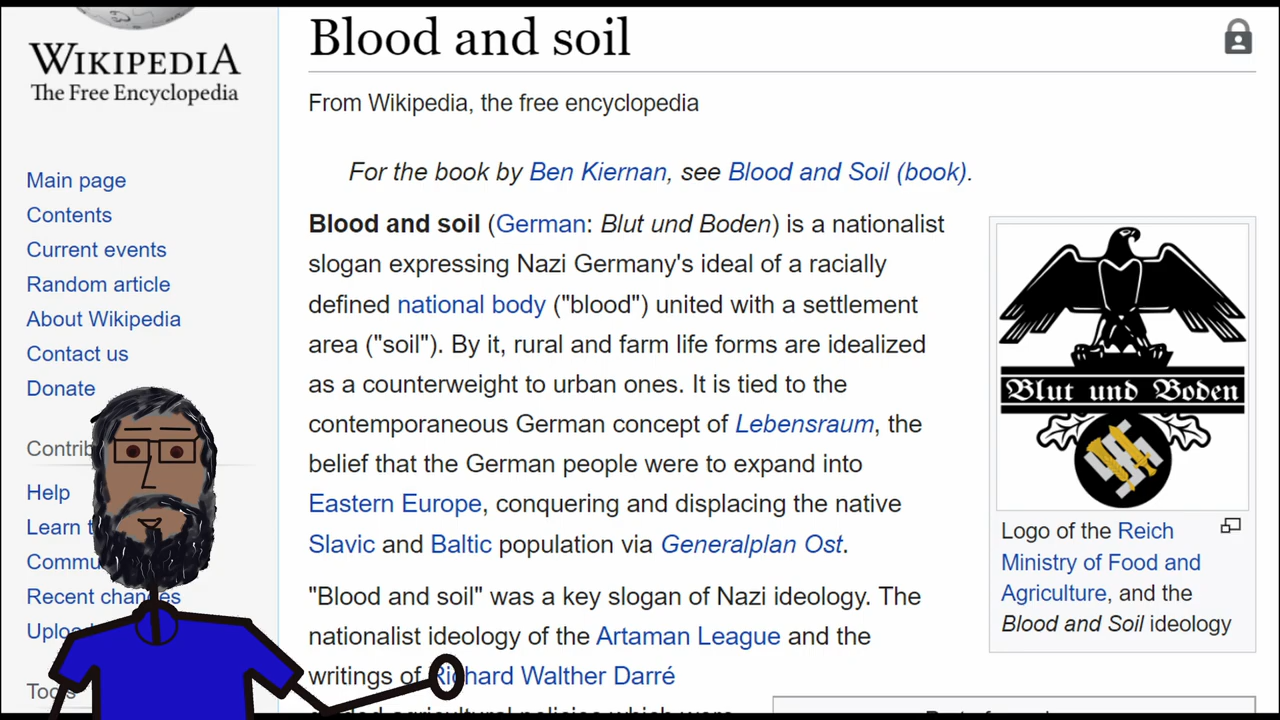 WIKIPEDIA
The Free Encyclopedia
Main page
Contents
Current events
Random article
About Wikipedia
Contact us
Donate
Help
Learn
Recent changes
Tools
Blood and soil
From Wikipedia, the free encyclopedia
For the book by Ben Kiernan, see Blood and Soil (book).
Blood and soil (German: Blut und Boden) is a nationalist
slogan expressing Nazi Germany's ideal of a racially
defined national body ("blood") united with a settlement
area ("soil"). By it, rural and farm life forms are idealized
as a counterweight to urban ones. It is tied to the
contemporaneous German concept of Lebensraum, the
belief that the German people were to expand into
Eastern Europe, conquering and displacing the native
Slavic and Baltic population via Generalplan Ost.
"Blood and soil" was a key slogan of Nazi ideology. The
nationalist ideology of the Artaman League and the
writings of Richard Walther Darré
agricultural policies which were
Blut und Boden
Logo of the Reich
Ministry of Food and
Agriculture, and the
Blood and Soil ideology